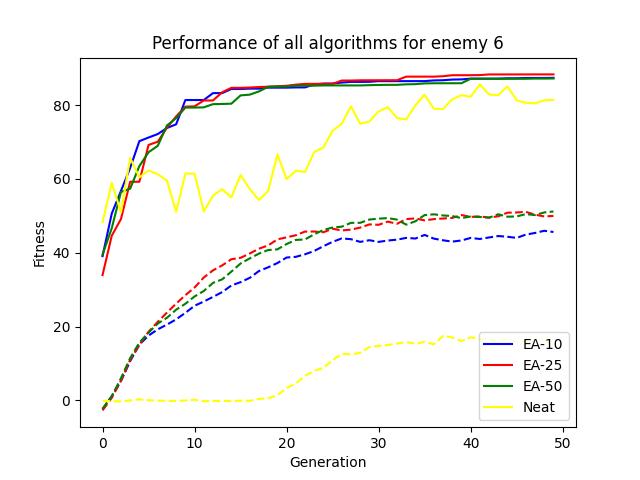 Performance of all algorithms for enemy 6
Fitness
80
60
40
20
0
0 10 20 30 40 50
Generation
EA-10
EA-25
EA-50
Neat